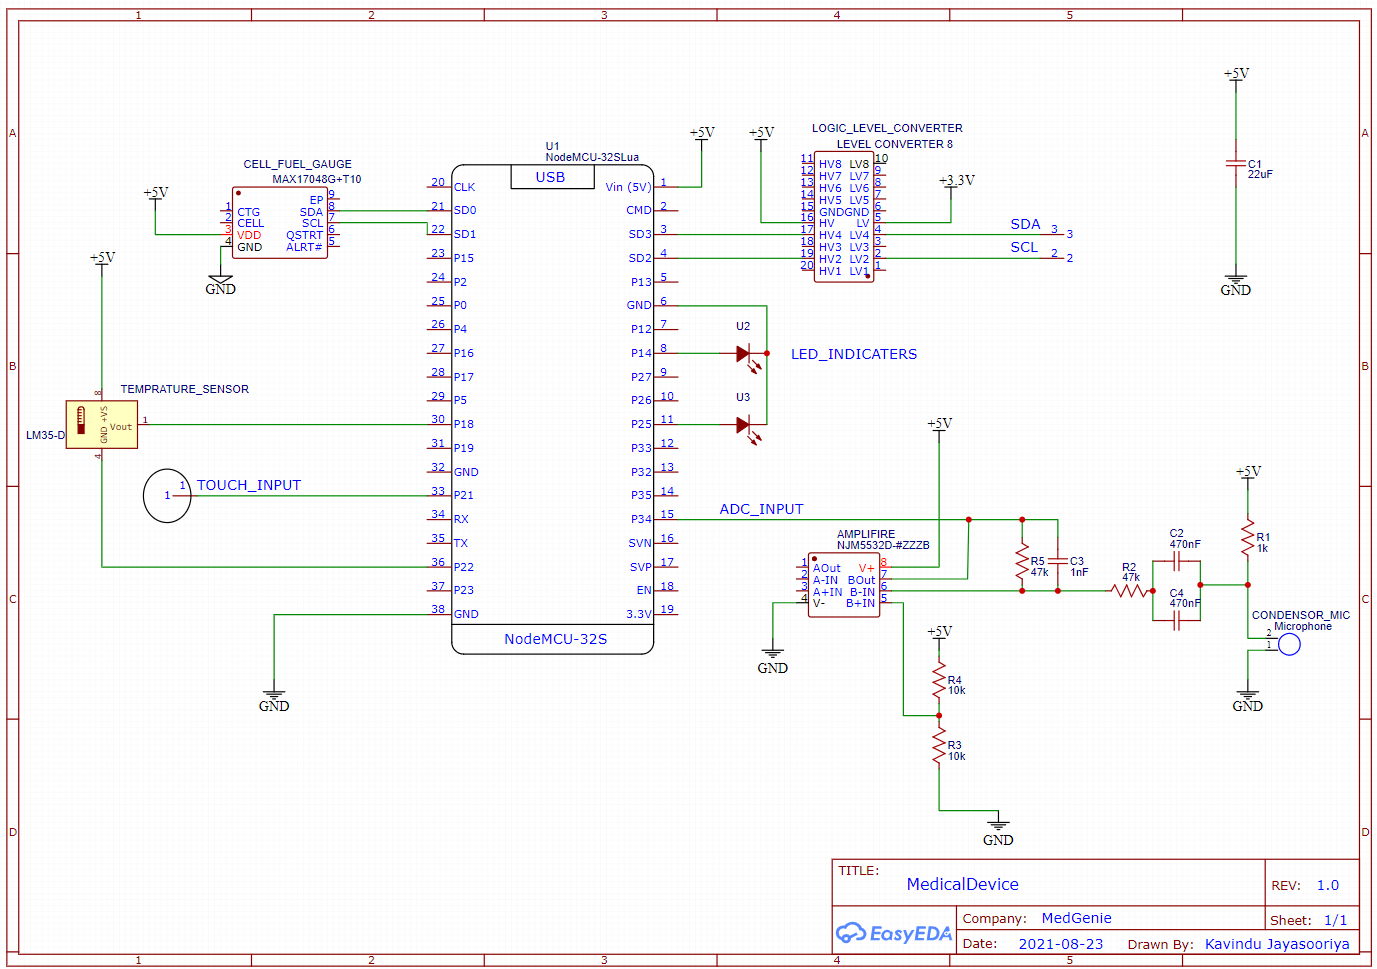 1 2 3 4 5
A
B
C
D
A
B
C
D
1 2 3 4 5
CELL_FUEL_GAUGE
MAX17048G+T10
+5V
1 CTG
2 CELL
3 VDD
4 GND
EP 9
SDA 8
SCL 7
QSTRT 6
ALRT# 5
GND
+5V
TEMPRATURE_SENSOR
LM35-D
8
+VS
GND
Vout 1
4
1 1
TOUCH_INPUT
U1
NodeMCU-32SLua
USB
20 CLK
21 SD0
22 SD1
23 P15
24 P2
25 P0
26 P4
27 P16
28 P17
29 P5
30 P18
31 P19
32 GND
33 P21
34 RX
35 TX
36 P22
37 P23
38 GND
Vin (5V) 1
CMD 2
SD3 3
SD2 4
P13 5
GND 6
P12 7
P14 8
P27 9
P26 10
P25 11
P33 12
P32 13
P35 14
P34 15
SVN 16
SVP 17
EN 18
3.3V 19
NodeMCU-32S
GND
+5V
+5V
LOGIC_LEVEL_CONVERTER
LEVEL CONVERTER 8
11 HV8 LV8 10
12 HV7 LV7 9
13 HV6 LV6 8
14 HV5 LV5 7
15 GNDGND 6
16 HV LV 5
17 HV4 LV4 4
18 HV3 LV3 3
19 HV2 LV2 2
20 HV1 LV1 1
+3.3V
SDA 3 3
SCL 2 2
+5V
C1
22uF
GND
U2
LED_INDICATERS
U3
ADC_INPUT
+5V
AMPLIFIRE
NJM5532D-#ZZZB
1 AOut V+ 8
2 A-IN BOut 7
3 A+IN B-IN 6
4 V- B+IN 5
GND
+5V
R4
10k
R3
10k
GND
R5
47k
C3
1nF
R2
47k
C2
470nF
C4
470nF
+5V
R1
1k
CONDENSOR_MIC
Microphone
2
1
GND
TITLE:
MedicalDevice
REV: 1.0
EasyEDA
Company: MedGenie
Sheet: 1/1
Date: 2021-08-23 Drawn By: Kavindu Jayasooriya